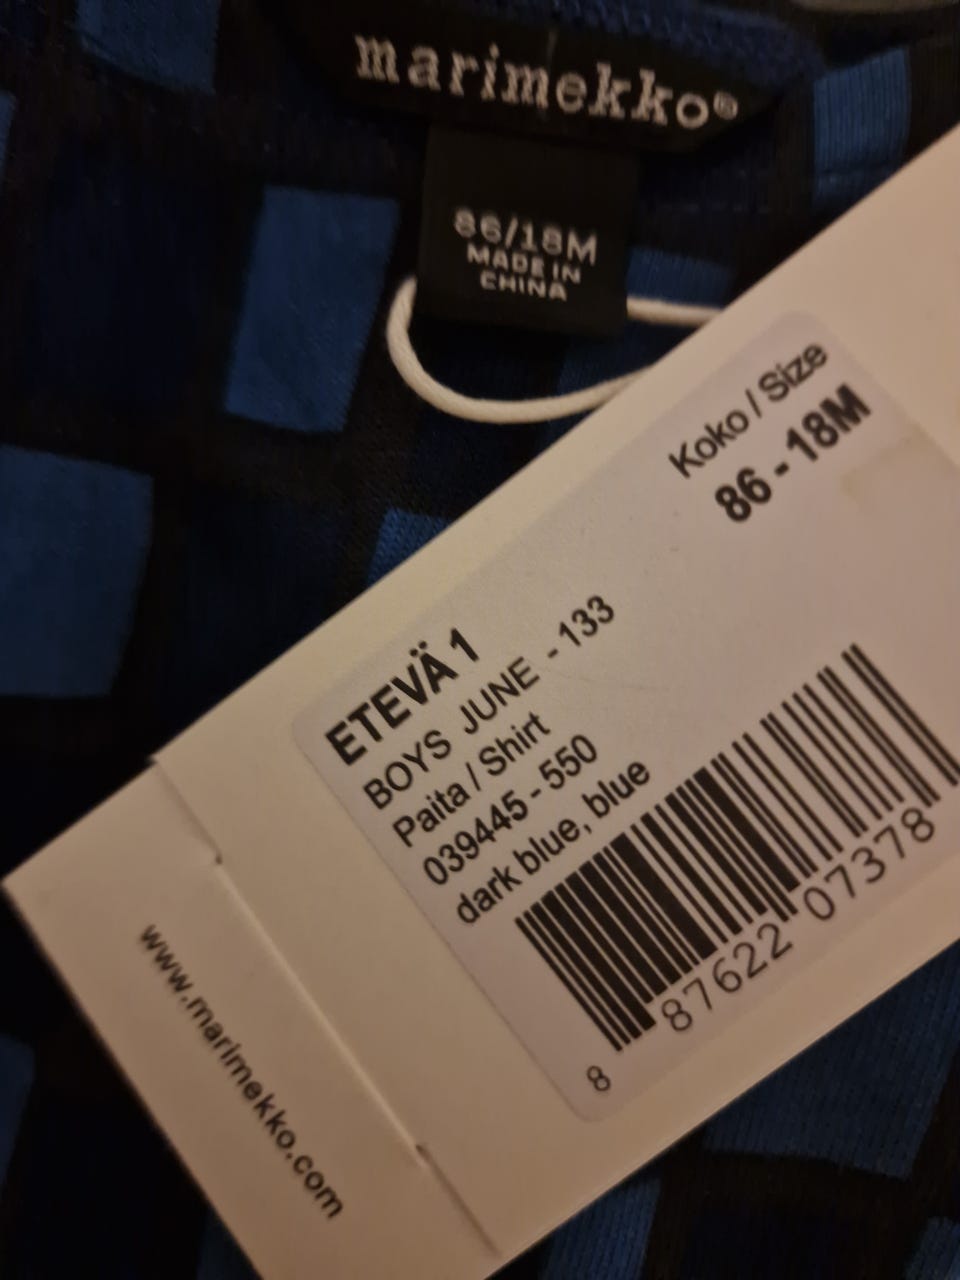 marimekko®
86/18M
MADE IN
CHINA
Koko / Size
86 - 18M
ETEVÄ 1
BOYS JUNE - 133
Paita / Shirt
039445 - 550
dark blue, blue
8 87622 07378
www.marimekko.com